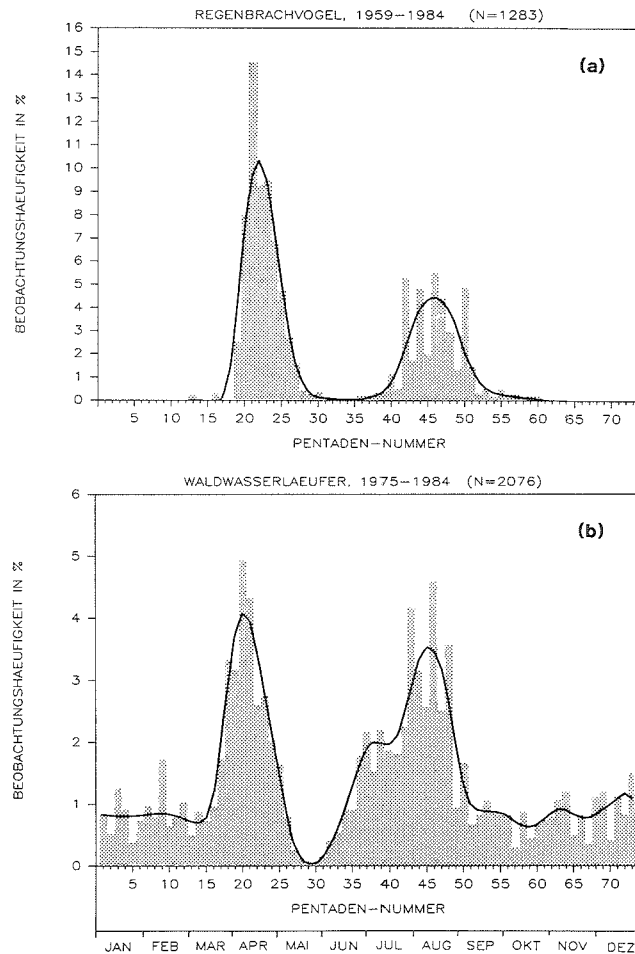 REGENBRACHVOGEL, 1959-1984 (N=1283)
(a)
BEOBACHTUNGSHAEUFIGKEIT IN %
16
15
14
13
12
11
10
9
8
7
6
5
4
3
2
1
0
5 10 15 20 25 30 35 40 45 50 55 60 65 70
PENTADEN-NUMMER
WALDWASSERLAEUFER, 1975-1984 (N=2076)
(b)
BEOBACHTUNGSHAEUFIGKEIT IN %
6
5
4
3
2
1
0
5 10 15 20 25 30 35 40 45 50 55 60 65 70
PENTADEN-NUMMER
JAN FEB MAR APR MAI JUN JUL AUG SEP OKT NOV DEZ